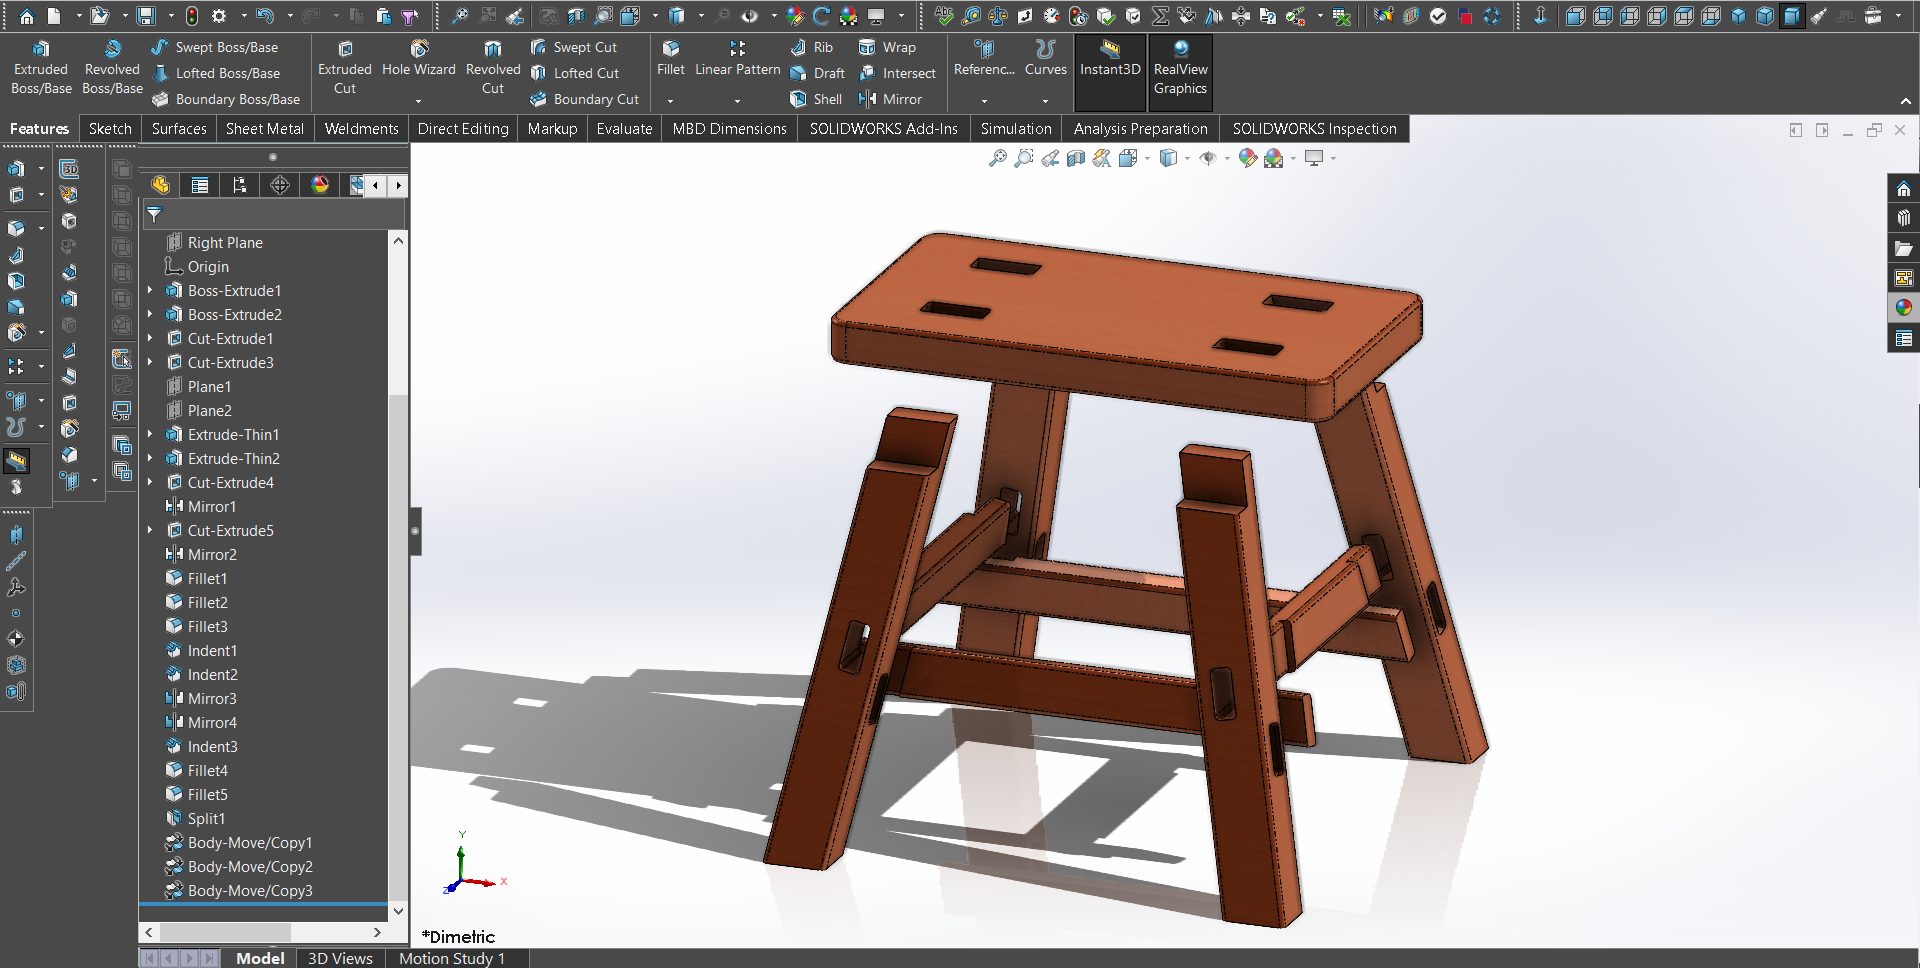 Extruded Boss/Base
Revolved Boss/Base
Swept Boss/Base
Lofted Boss/Base
Boundary Boss/Base
Extruded Cut
Hole Wizard
Revolved Cut
Swept Cut
Lofted Cut
Boundary Cut
Fillet
Linear Pattern
Rib
Draft
Shell
Wrap
Intersect
Mirror
Referenc...
Curves
Instant3D
RealView Graphics
Features
Sketch
Surfaces
Sheet Metal
Weldments
Direct Editing
Markup
Evaluate
MBD Dimensions
SOLIDWORKS Add-Ins
Simulation
Analysis Preparation
SOLIDWORKS Inspection
3D
Right Plane
Origin
Boss-Extrude1
Boss-Extrude2
Cut-Extrude1
Cut-Extrude3
Plane1
Plane2
Extrude-Thin1
Extrude-Thin2
Cut-Extrude4
Mirror1
Cut-Extrude5
Mirror2
Fillet1
Fillet2
Fillet3
Indent1
Indent2
Mirror3
Mirror4
Indent3
Fillet4
Fillet5
Split1
Body-Move/Copy1
Body-Move/Copy2
Body-Move/Copy3
Y
X
Z
*Dimetric
Model
3D Views
Motion Study 1